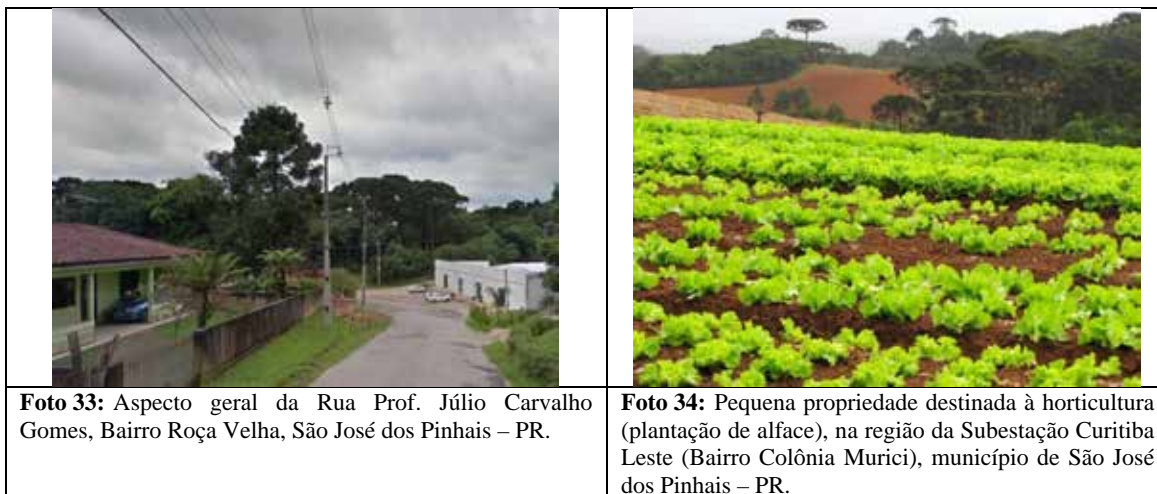 Foto 33: Aspecto geral da Rua Prof. Júlio Carvalho
Gomes, Bairro Roça Velha, São José dos Pinhais – PR.
Foto 34: Pequena propriedade destinada à horticultura
(plantação de alface), na região da Subestação Curitiba
Leste (Bairro Colônia Murici), município de São José
dos Pinhais – PR.